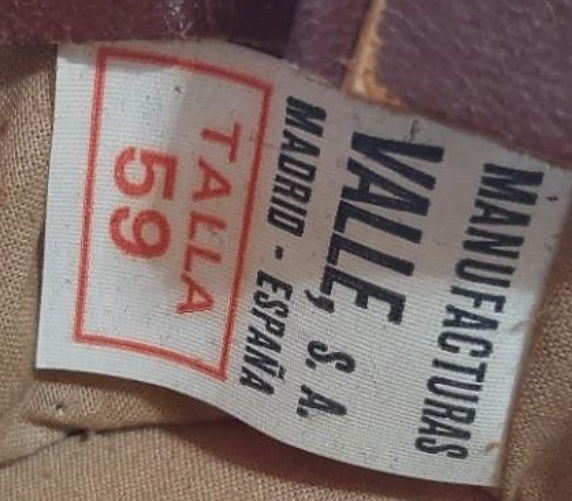 MANUFACTURAS
VALLE, S. A.
MADRID - ESPAÑA
TALLA
59